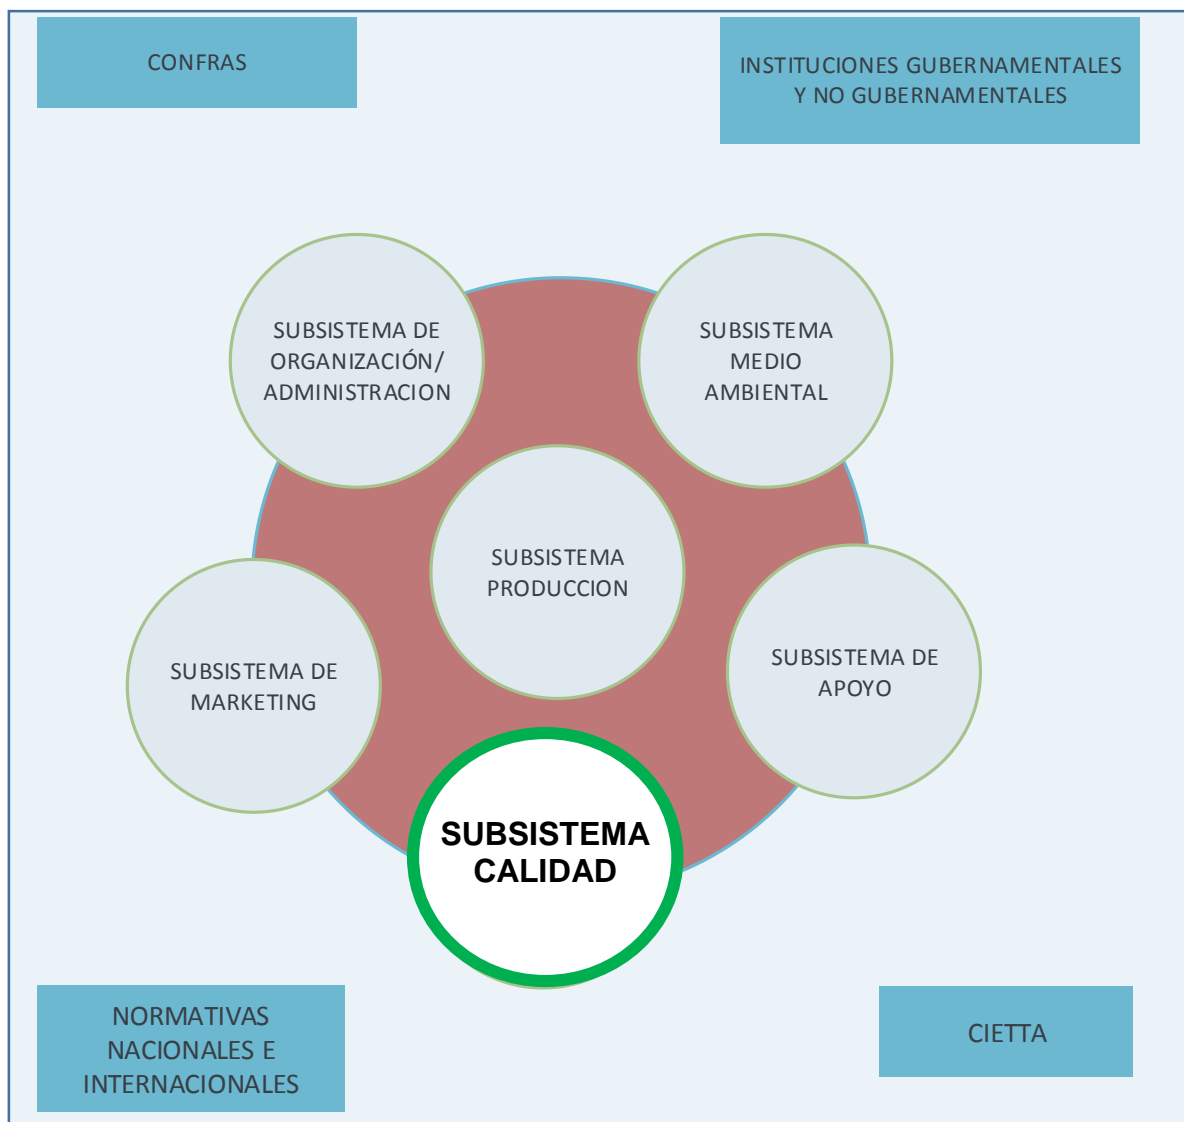 CONFRAS
INSTITUCIONES GUBERNAMENTALES
Y NO GUBERNAMENTALES
SUBSISTEMA DE
ORGANIZACIÓN/
ADMINISTRACION
SUBSISTEMA
MEDIO
AMBIENTAL
SUBSISTEMA
PRODUCCION
SUBSISTEMA DE
MARKETING
SUBSISTEMA DE
APOYO
SUBSISTEMA
CALIDAD
NORMATIVAS
NACIONALES E
INTERNACIONALES
CIETTA